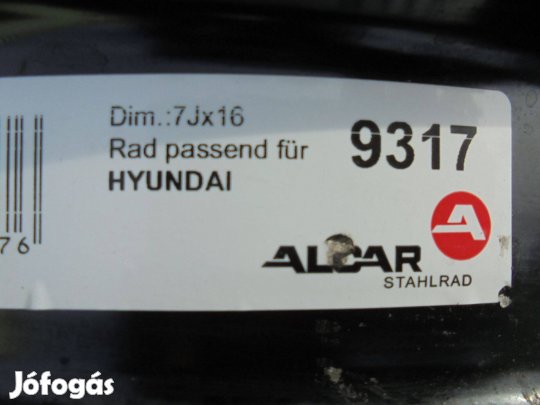 Dim.:7Jx16
Rad passend für
HYUNDAI
9317
76
A
ALCAR
STAHLRAD
Jófogás